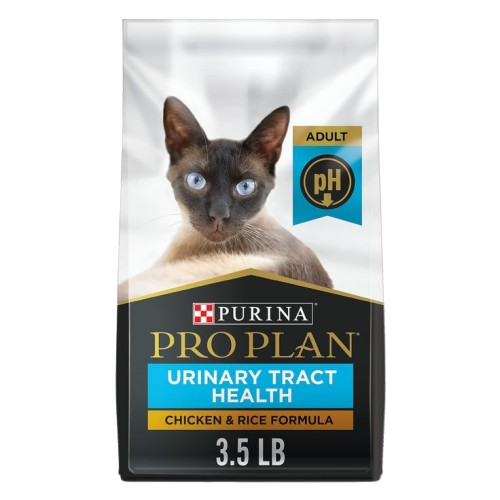 ADULT
pH
PURINA
PRO PLAN
URINARY TRACT
HEALTH
CHICKEN & RICE FORMULA
3.5 LB